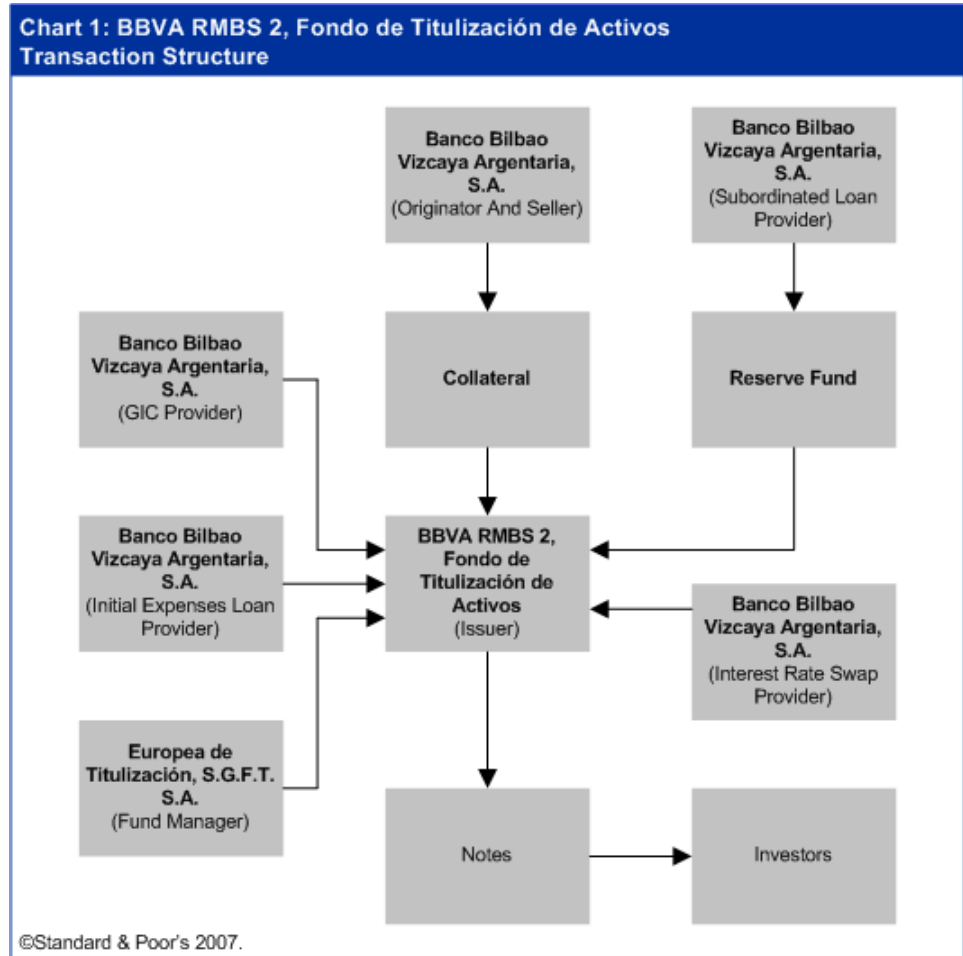 Chart 1: BBVA RMBS 2, Fondo de Titulización de Activos
Transaction Structure
Banco Bilbao
Vizcaya Argentaria,
S.A.
(Originator And Seller)
Banco Bilbao
Vizcaya Argentaria,
S.A.
(Subordinated Loan
Provider)
Banco Bilbao
Vizcaya Argentaria,
S.A.
(GIC Provider)
Collateral
Reserve Fund
Banco Bilbao
Vizcaya Argentaria,
S.A.
(Initial Expenses Loan
Provider)
BBVA RMBS 2,
Fondo de
Titulización de
Activos
(Issuer)
Banco Bilbao
Vizcaya Argentaria,
S.A.
(Interest Rate Swap
Provider)
Europea de
Titulización, S.G.F.T.
S.A.
(Fund Manager)
Notes
Investors
©Standard & Poor's 2007.